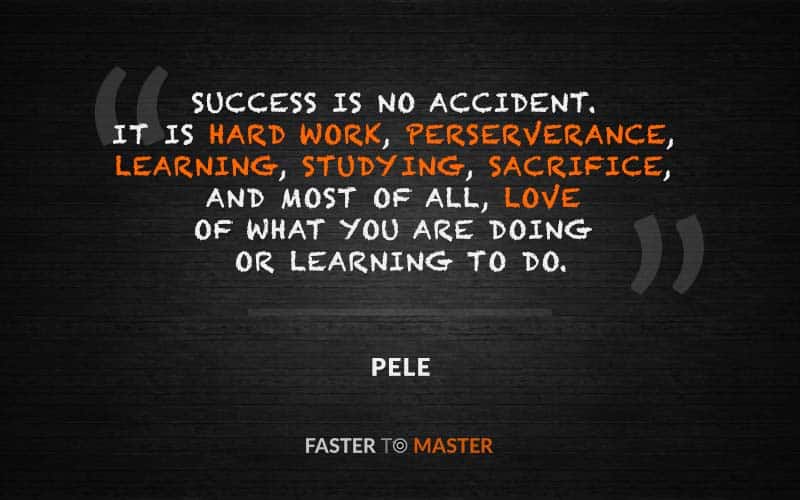 SUCCESS IS NO ACCIDENT.
IT IS HARD WORK, PERSERVERANCE,
LEARNING, STUDYING, SACRIFICE,
AND MOST OF ALL, LOVE
OF WHAT YOU ARE DOING
OR LEARNING TO DO.
PELE
FASTER TO MASTER